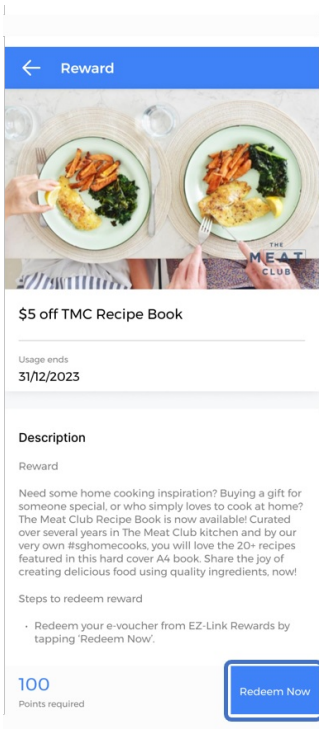 Reward
THE
MEAT
CLUB
$5 off TMC Recipe Book
Usage ends
31/12/2023
Description
Reward
Need some home cooking inspiration? Buying a gift for
someone special, or who simply loves to cook at home?
The Meat Club Recipe Book is now available! Curated
over several years in The Meat Club kitchen and by our
very own #sghomecooks, you will love the 20+ recipes
featured in this hard cover A4 book. Share the joy of
creating delicious food using quality ingredients, now!
Steps to redeem reward
• Redeem your e-voucher from EZ-Link Rewards by
tapping 'Redeem Now'.
100
Points required
Redeem Now